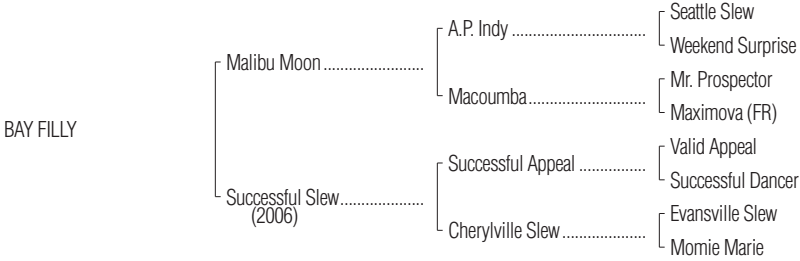 Seattle Slew
A.P. Indy
Weekend Surprise
Malibu Moon
Mr. Prospector
Macoumba
Maximova (FR)
BAY FILLY
Valid Appeal
Successful Appeal
Successful Dancer
Successful Slew
(2006)
Evansville Slew
Cherylville Slew
Momie Marie